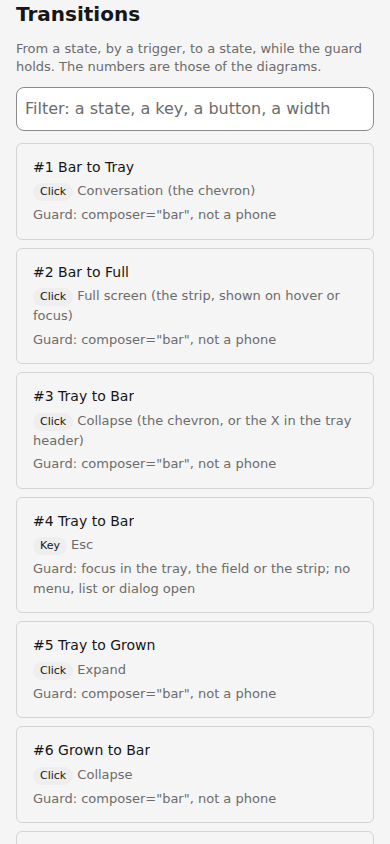 Transitions
From a state, by a trigger, to a state, while the guard
holds. The numbers are those of the diagrams.
Filter: a state, a key, a button, a width
#1 Bar to Tray
Click Conversation (the chevron)
Guard: composer="bar", not a phone
#2 Bar to Full
Click Full screen (the strip, shown on hover or
focus)
Guard: composer="bar", not a phone
#3 Tray to Bar
Click Collapse (the chevron, or the X in the tray
header)
Guard: composer="bar", not a phone
#4 Tray to Bar
Key Esc
Guard: focus in the tray, the field or the strip; no
menu, list or dialog open
#5 Tray to Grown
Click Expand
Guard: composer="bar", not a phone
#6 Grown to Bar
Click Collapse
Guard: composer="bar", not a phone